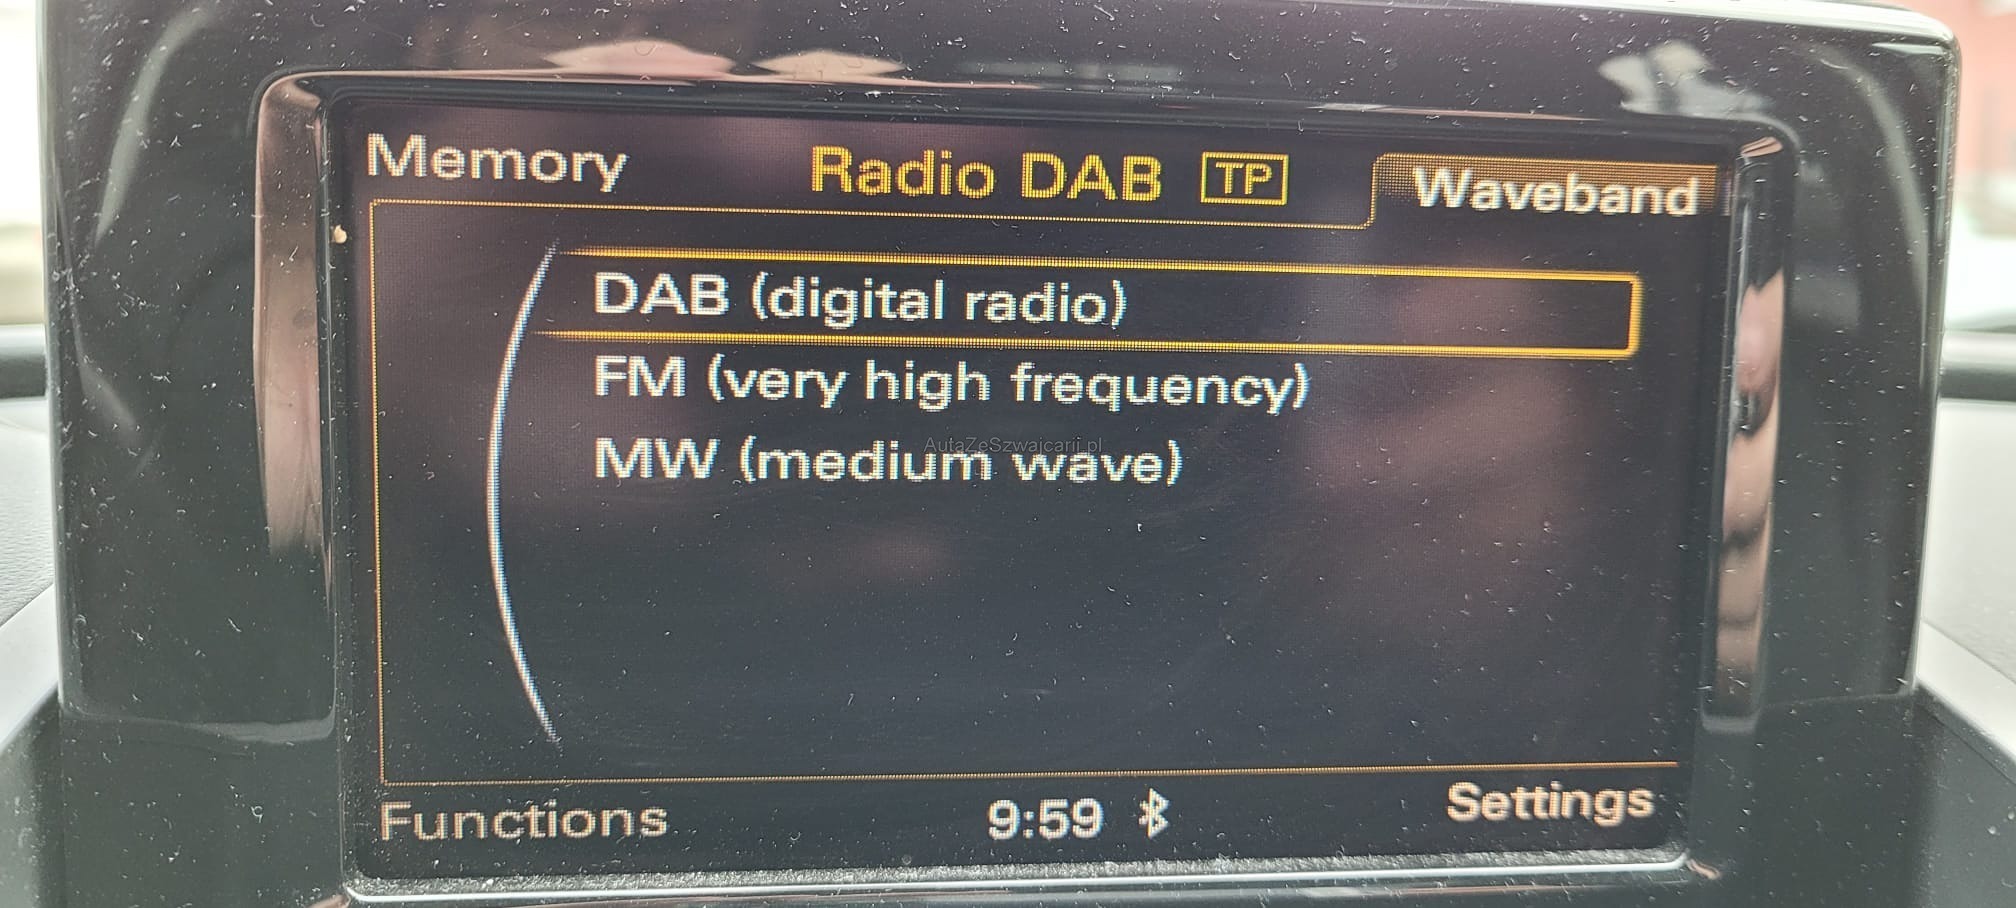 Memory Radio DAB TP Waveband
DAB (digital radio)
FM (very high frequency)
AutaZeSzwajcarii.pl
MW (medium wave)
Functions 9:59 Settings